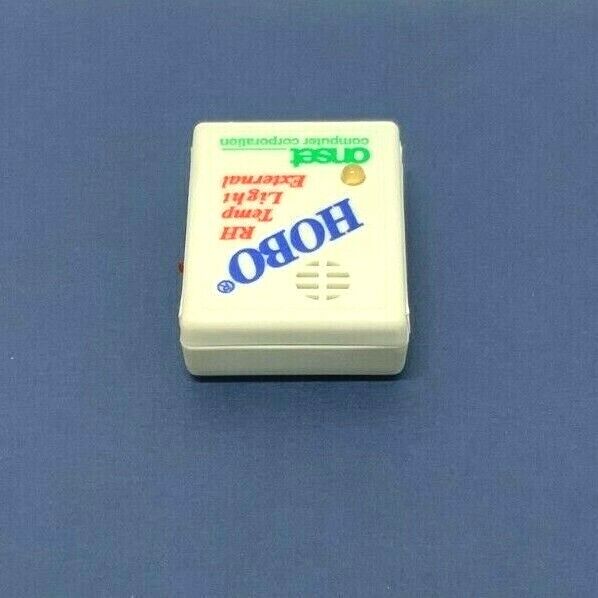 HOBO®
RH
Temp
Light
External
onset
computer corporation